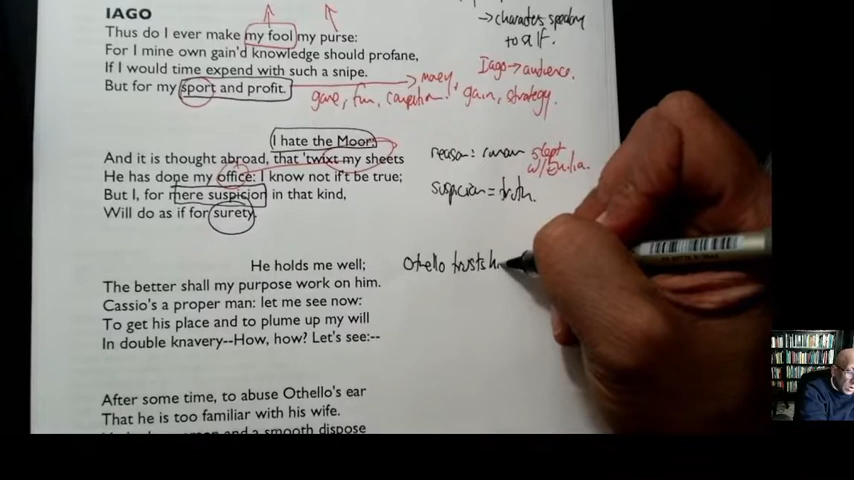 IAGO
Thus do I ever make my fool my purse:
For I mine own gain'd knowledge should profane,
If I would time expend with such a snipe.
But for my sport and profit.
→characters speaking
to self.
Iago→audience.
money,
game, fun, competition.
gain, strategy.
I hate the Moor:
And it is thought abroad, that 'twixt my sheets
He has done my office: I know not if't be true;
But I, for mere suspicion in that kind,
Will do as if for surety.
reason: rumor slept
w/ Emilia.
suspicion = truth.
He holds me well;
The better shall my purpose work on him.
Cassio's a proper man: let me see now:
To get his place and to plume up my will
In double knavery--How, how? Let's see:--
Othello trusts
After some time, to abuse Othello's ear
That he is too familiar with his wife.
and a smooth dispose